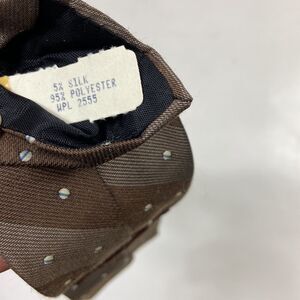 5% SILK
95% POLYESTER
WPL 2555